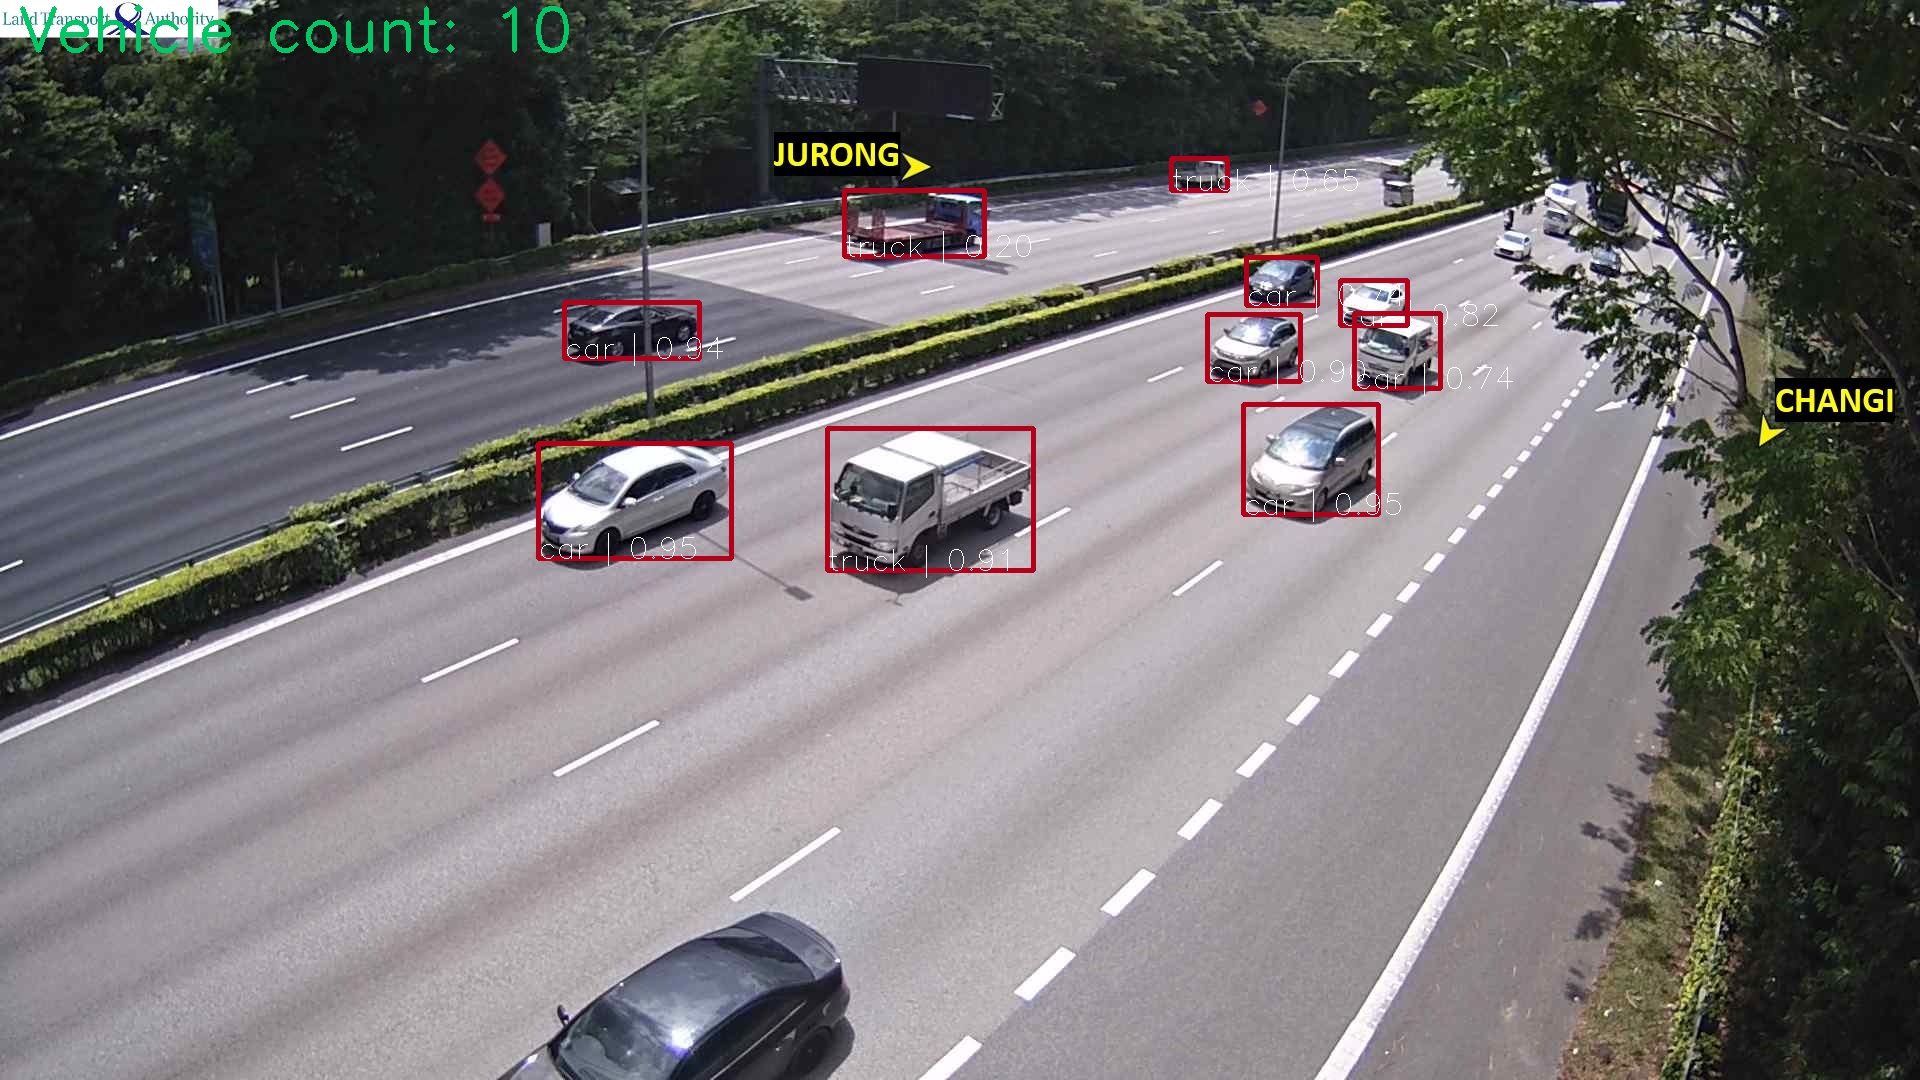 Land Transport Authority
Vehicle count: 10
JURONG
truck | 0.65
truck | 0.20
car | 0.94
car
car | 0.82
car | 0.90
car | 0.74
CHANGI
car | 0.95
car | 0.95
truck | 0.91